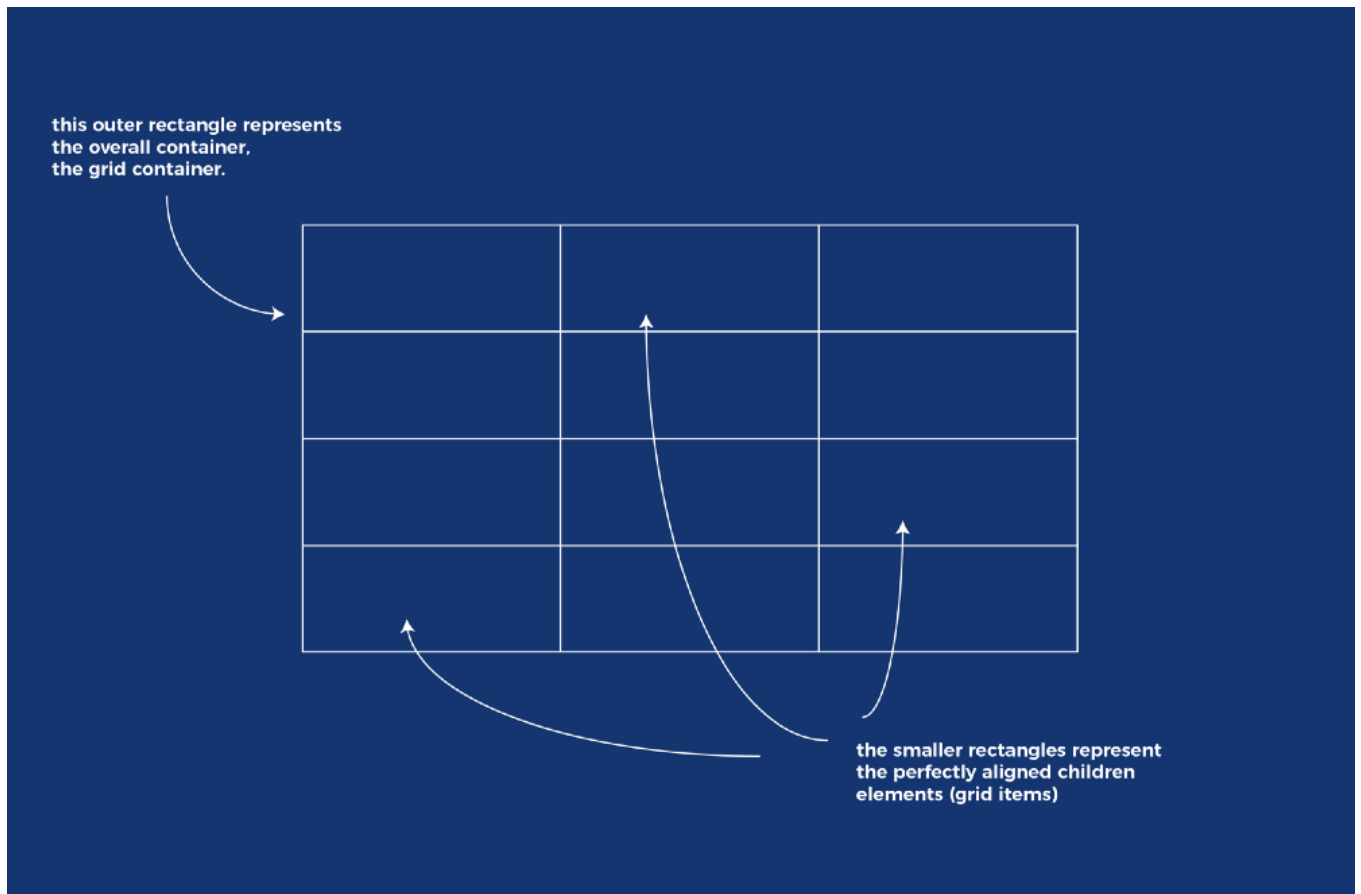 this outer rectangle represents
the overall container,
the grid container.
the smaller rectangles represent
the perfectly aligned children
elements (grid items)